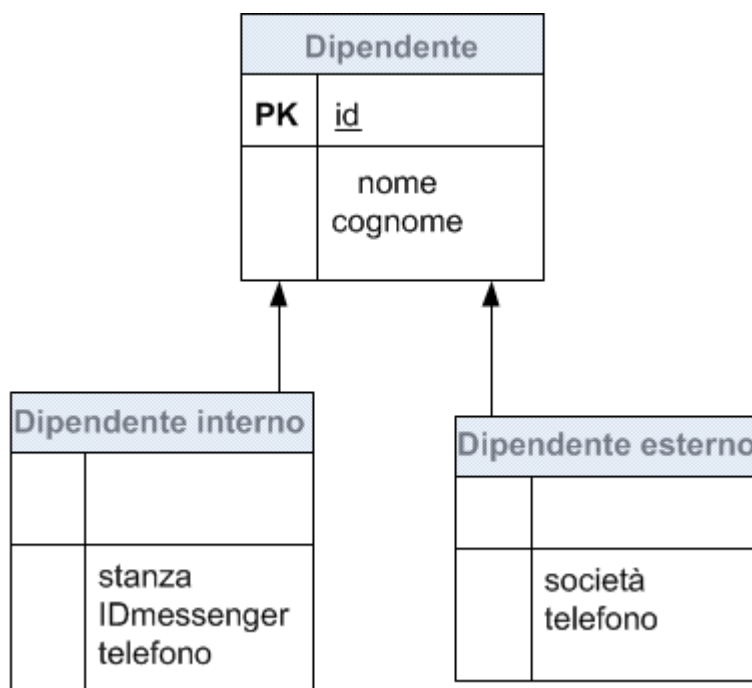 Dipendente
PK id
nome
cognome
Dipendente interno
stanza
IDmessenger
telefono
Dipendente esterno
società
telefono